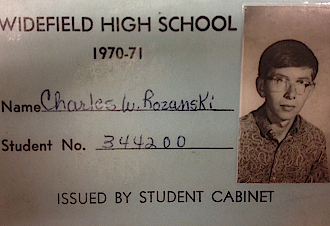 WIDEFIELD HIGH SCHOOL
1970-71
Name Charles W. Rozanski
Student No. 344200
ISSUED BY STUDENT CABINET